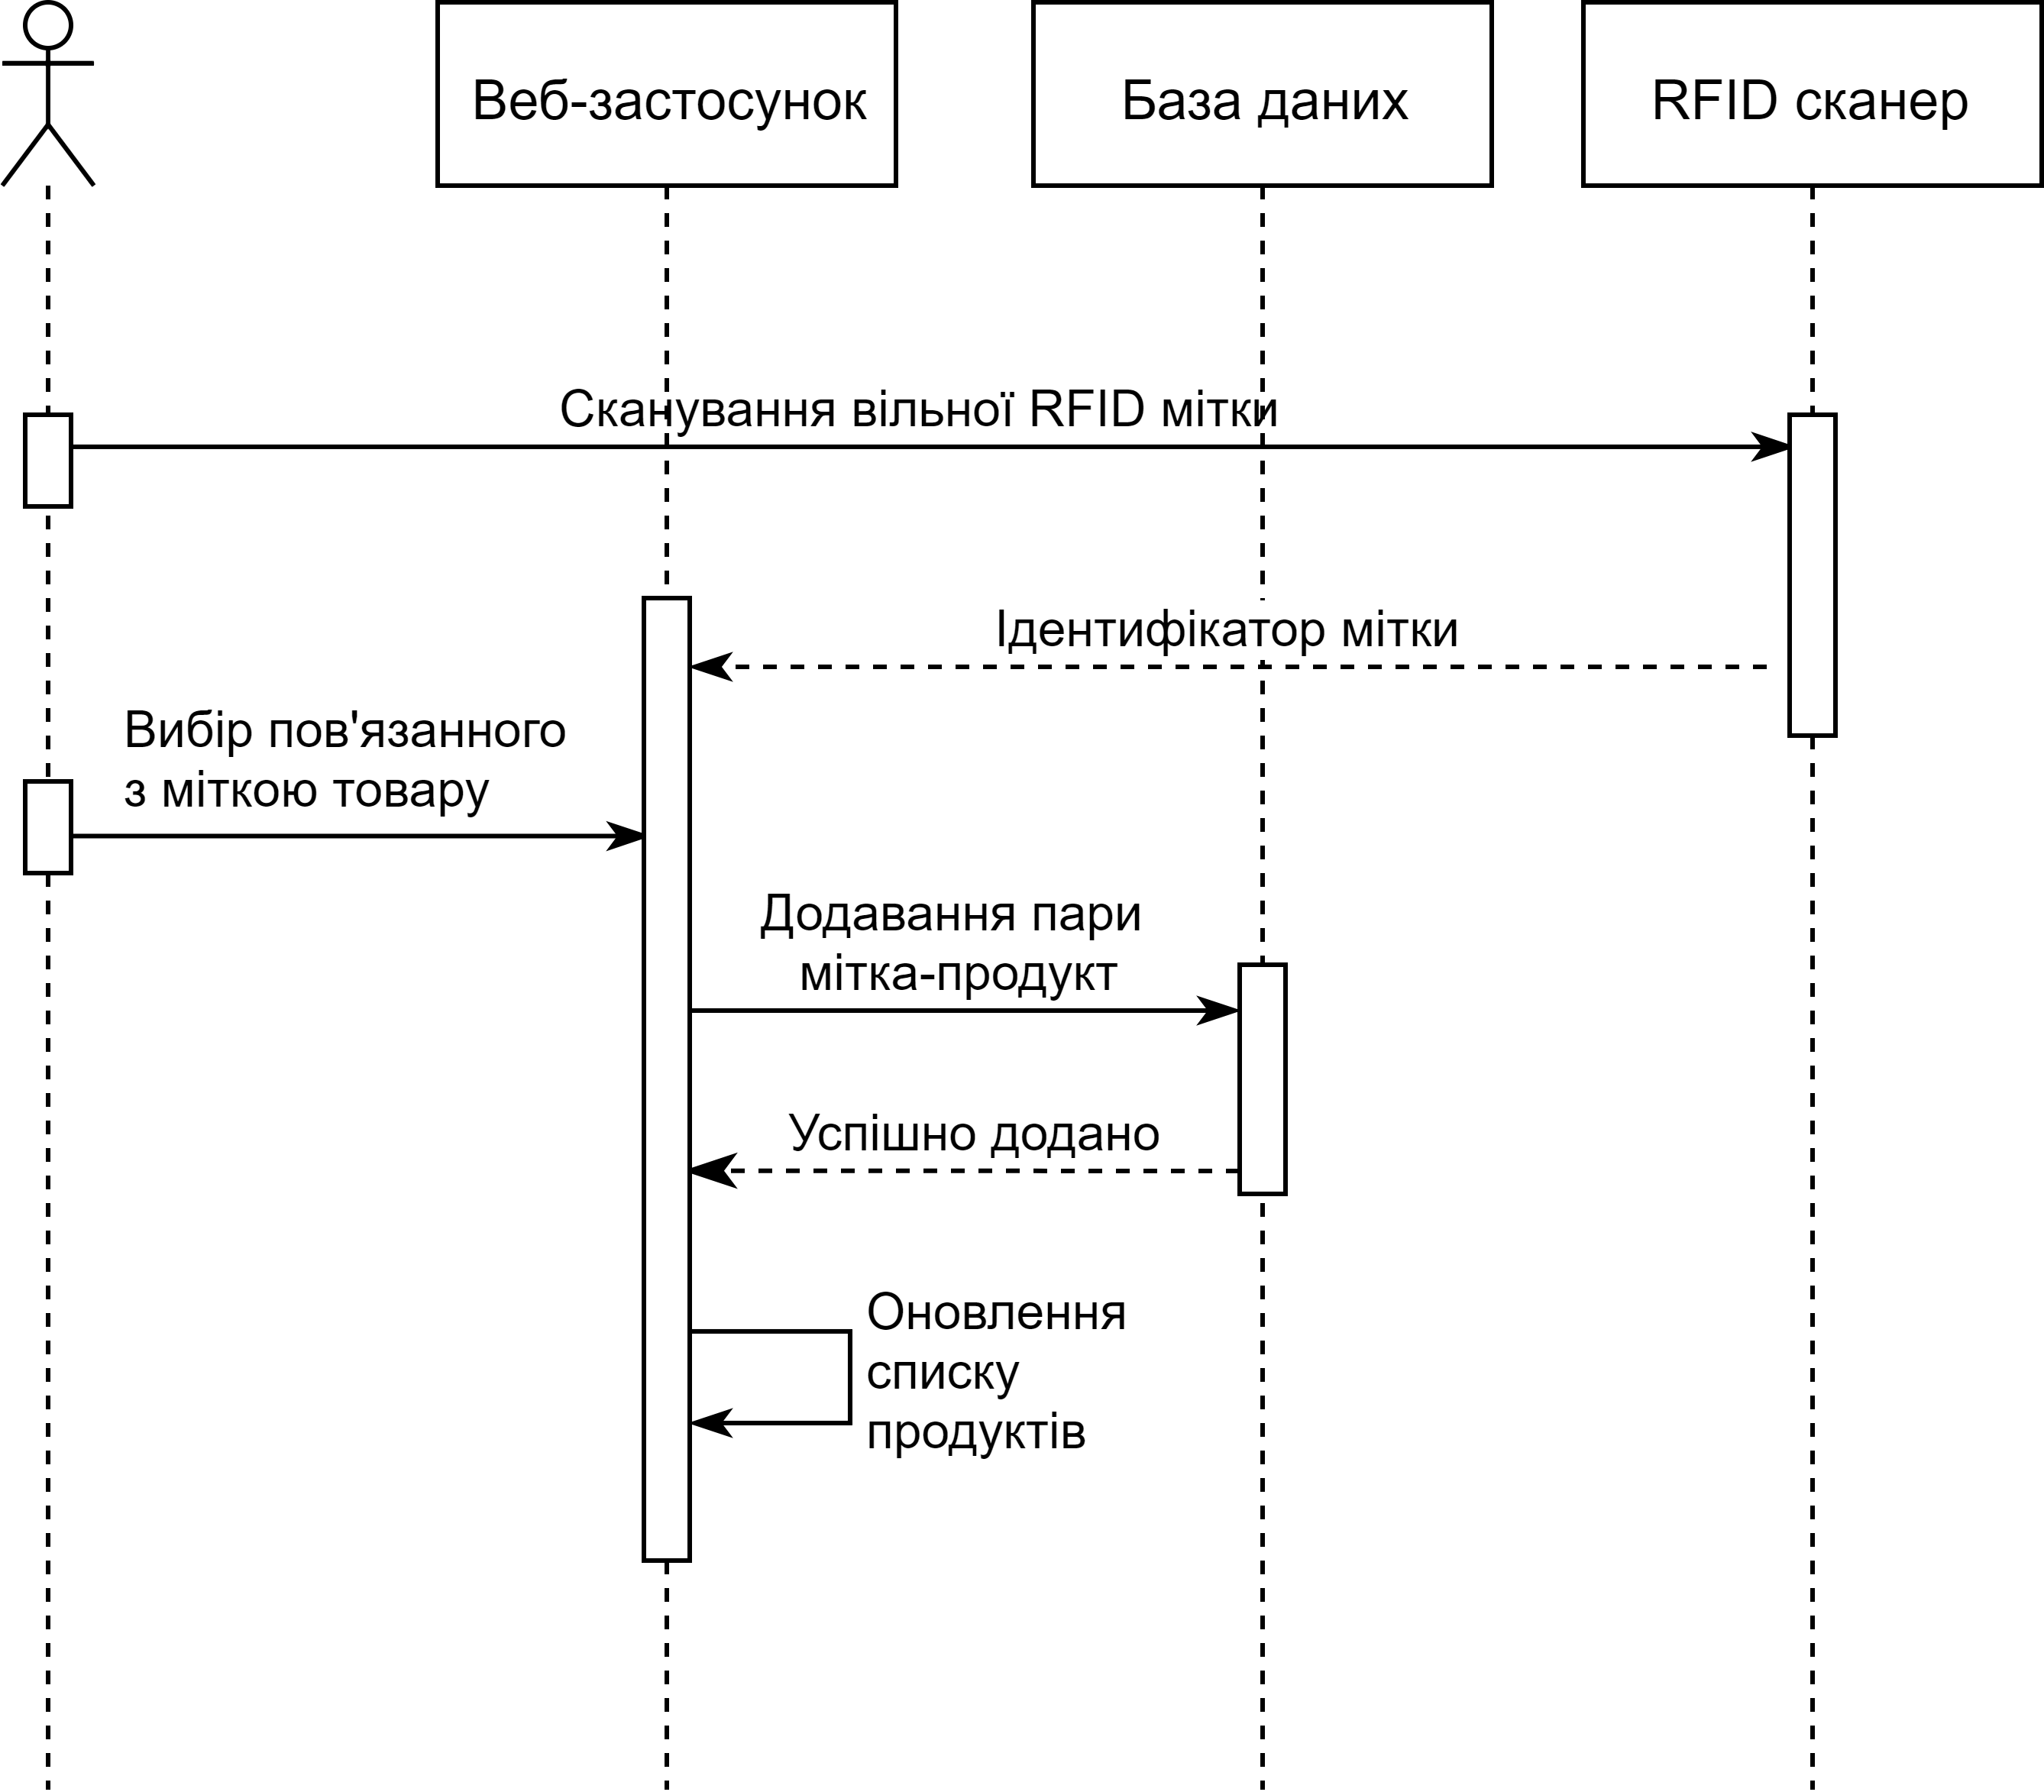 Веб-застосунок
База даних
RFID сканер
Сканування вільної RFID мітки
Ідентифікатор мітки
Вибір пов'язанного
з міткою товару
Додавання пари
мітка-продукт
Успішно додано
Оновлення
списку
продуктів